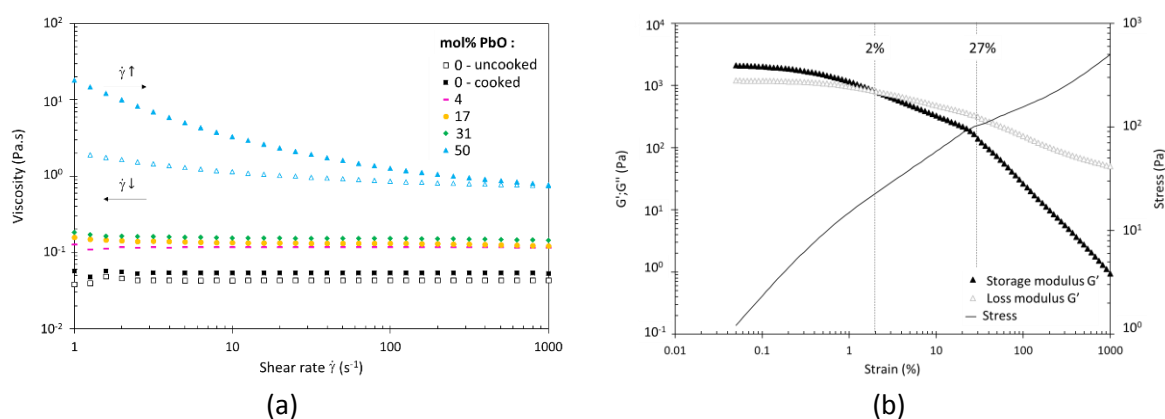 10²
10¹
10⁰
10⁻¹
10⁻²
Viscosity (Pa.s)
γ̇↑
γ̇↓
mol% PbO :
0 - uncooked
0 - cooked
4
17
31
50
1
10
100
1000
Shear rate γ̇ (s⁻¹)
(a)
10⁴
10³
10²
10¹
10⁰
10⁻¹
G';G'' (Pa)
2%
27%
10³
10²
10¹
10⁰
Stress (Pa)
Storage modulus G'
Loss modulus G'
Stress
0.01
0.1
1
10
100
1000
Strain (%)
(b)